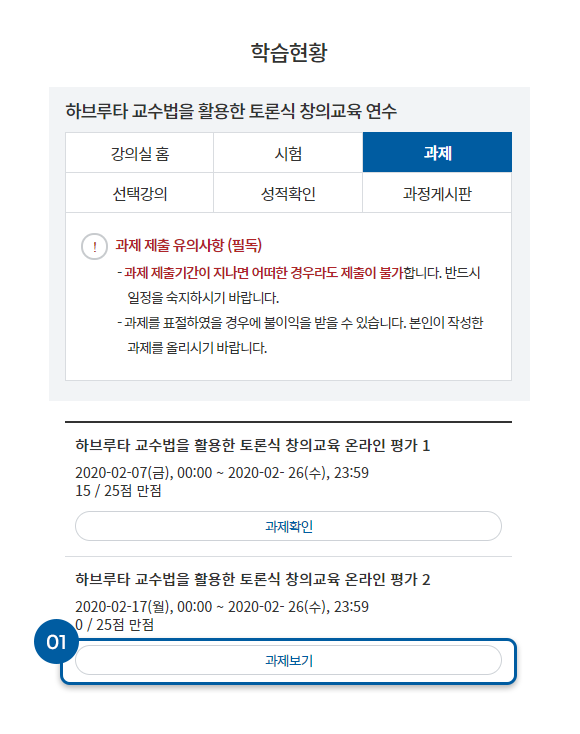 학습현황
하브루타 교수법을 활용한 토론식 창의교육 연수
강의실 홈
시험
과제
선택강의
성적확인
과정게시판
! 과제 제출 유의사항 (필독)
- 과제 제출기간이 지나면 어떠한 경우라도 제출이 불가합니다. 반드시
일정을 숙지하시기 바랍니다.
- 과제를 표절하였을 경우에 불이익을 받을 수 있습니다. 본인이 작성한
과제를 올리시기 바랍니다.
하브루타 교수법을 활용한 토론식 창의교육 온라인 평가 1
2020-02-07(금), 00:00 ~ 2020-02- 26(수), 23:59
15 / 25점 만점
과제확인
하브루타 교수법을 활용한 토론식 창의교육 온라인 평가 2
2020-02-17(월), 00:00 ~ 2020-02- 26(수), 23:59
0 / 25점 만점
01
과제보기